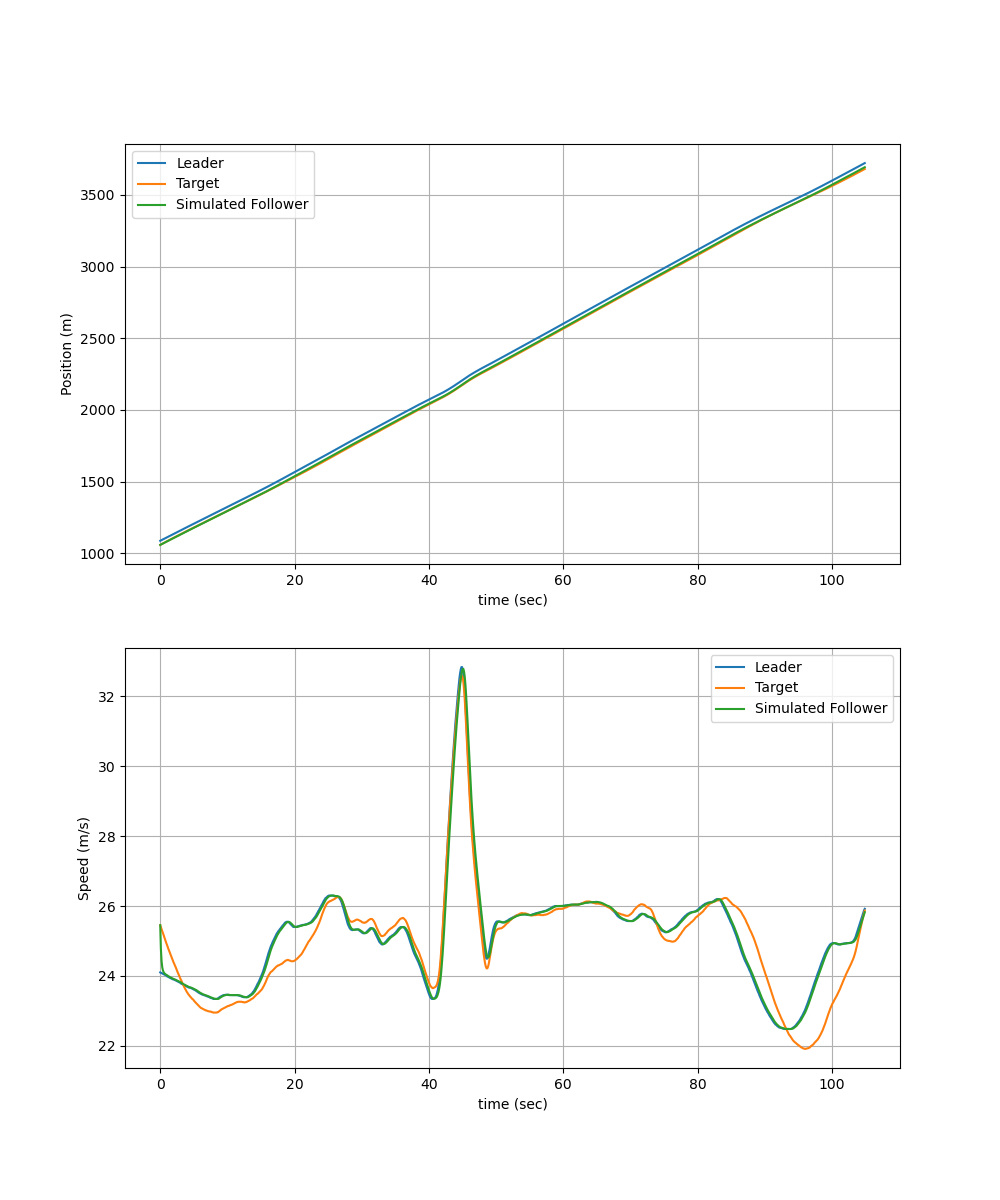 Leader
Target
Simulated Follower
3500
3000
2500
2000
1500
1000
Position (m)
0 20 40 60 80 100
time (sec)
Leader
Target
Simulated Follower
32
30
28
26
24
22
Speed (m/s)
0 20 40 60 80 100
time (sec)